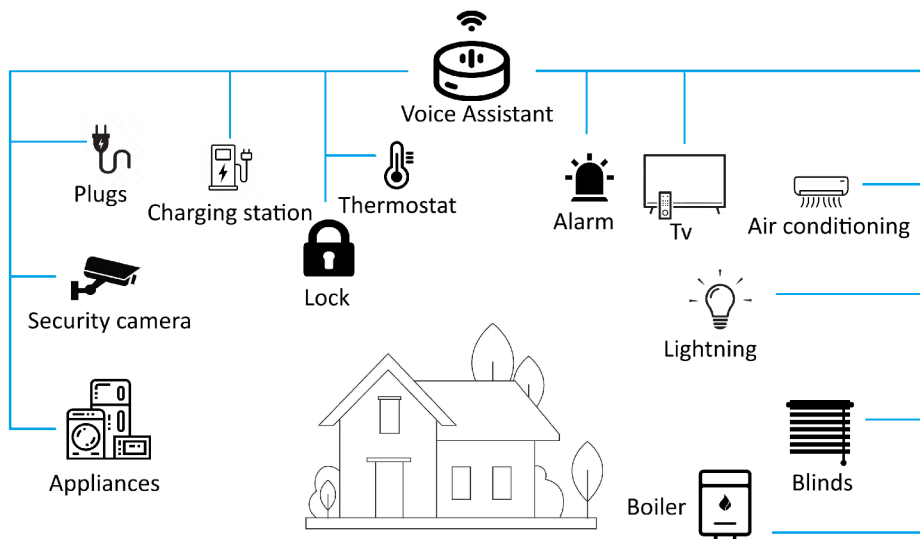 Voice Assistant
Plugs
Charging station
Thermostat
Alarm
Tv
Air conditioning
Lock
Security camera
Lightning
Appliances
Blinds
Boiler